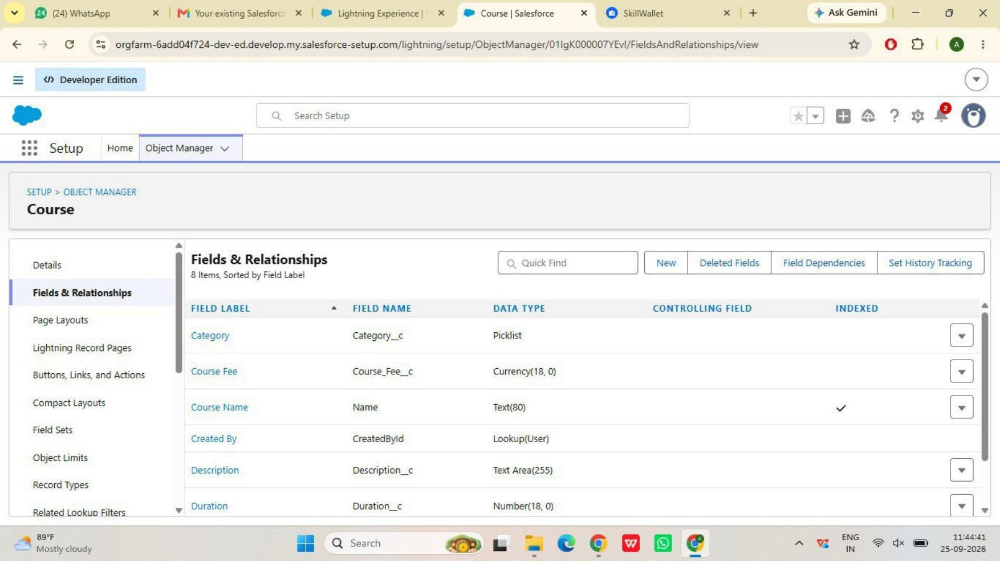 24 (24) WhatsApp
Your existing Salesforce
Lightning Experience | S
Course | Salesforce
SkillWallet
Ask Gemini
orgfarm-6add04f724-dev-ed.develop.my.salesforce-setup.com/lightning/setup/ObjectManager/01IgK000007YEvI/FieldsAndRelationships/view
A
</> Developer Edition
Search Setup
2
Setup Home Object Manager
SETUP > OBJECT MANAGER
Course
Details
Fields & Relationships
Page Layouts
Lightning Record Pages
Buttons, Links, and Actions
Compact Layouts
Field Sets
Object Limits
Record Types
Related Lookup Filters
Fields & Relationships
8 Items, Sorted by Field Label
Quick Find
New Deleted Fields Field Dependencies Set History Tracking
FIELD LABEL FIELD NAME DATA TYPE CONTROLLING FIELD INDEXED
Category Category__c Picklist
Course Fee Course_Fee__c Currency(18, 0)
Course Name Name Text(80)
Created By CreatedById Lookup(User)
Description Description__c Text Area(255)
Duration Duration__c Number(18, 0)
89°F
Mostly cloudy
Search
ENG
IN
11:44:41
25-09-2026